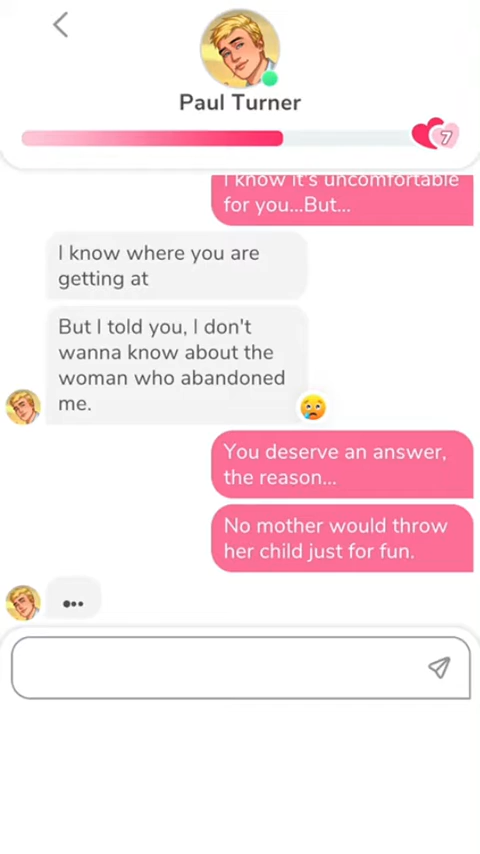 Paul Turner
7
I know it's uncomfortable
for you...But...
I know where you are
getting at
But I told you, I don't
wanna know about the
woman who abandoned
me.
You deserve an answer,
the reason...
No mother would throw
her child just for fun.